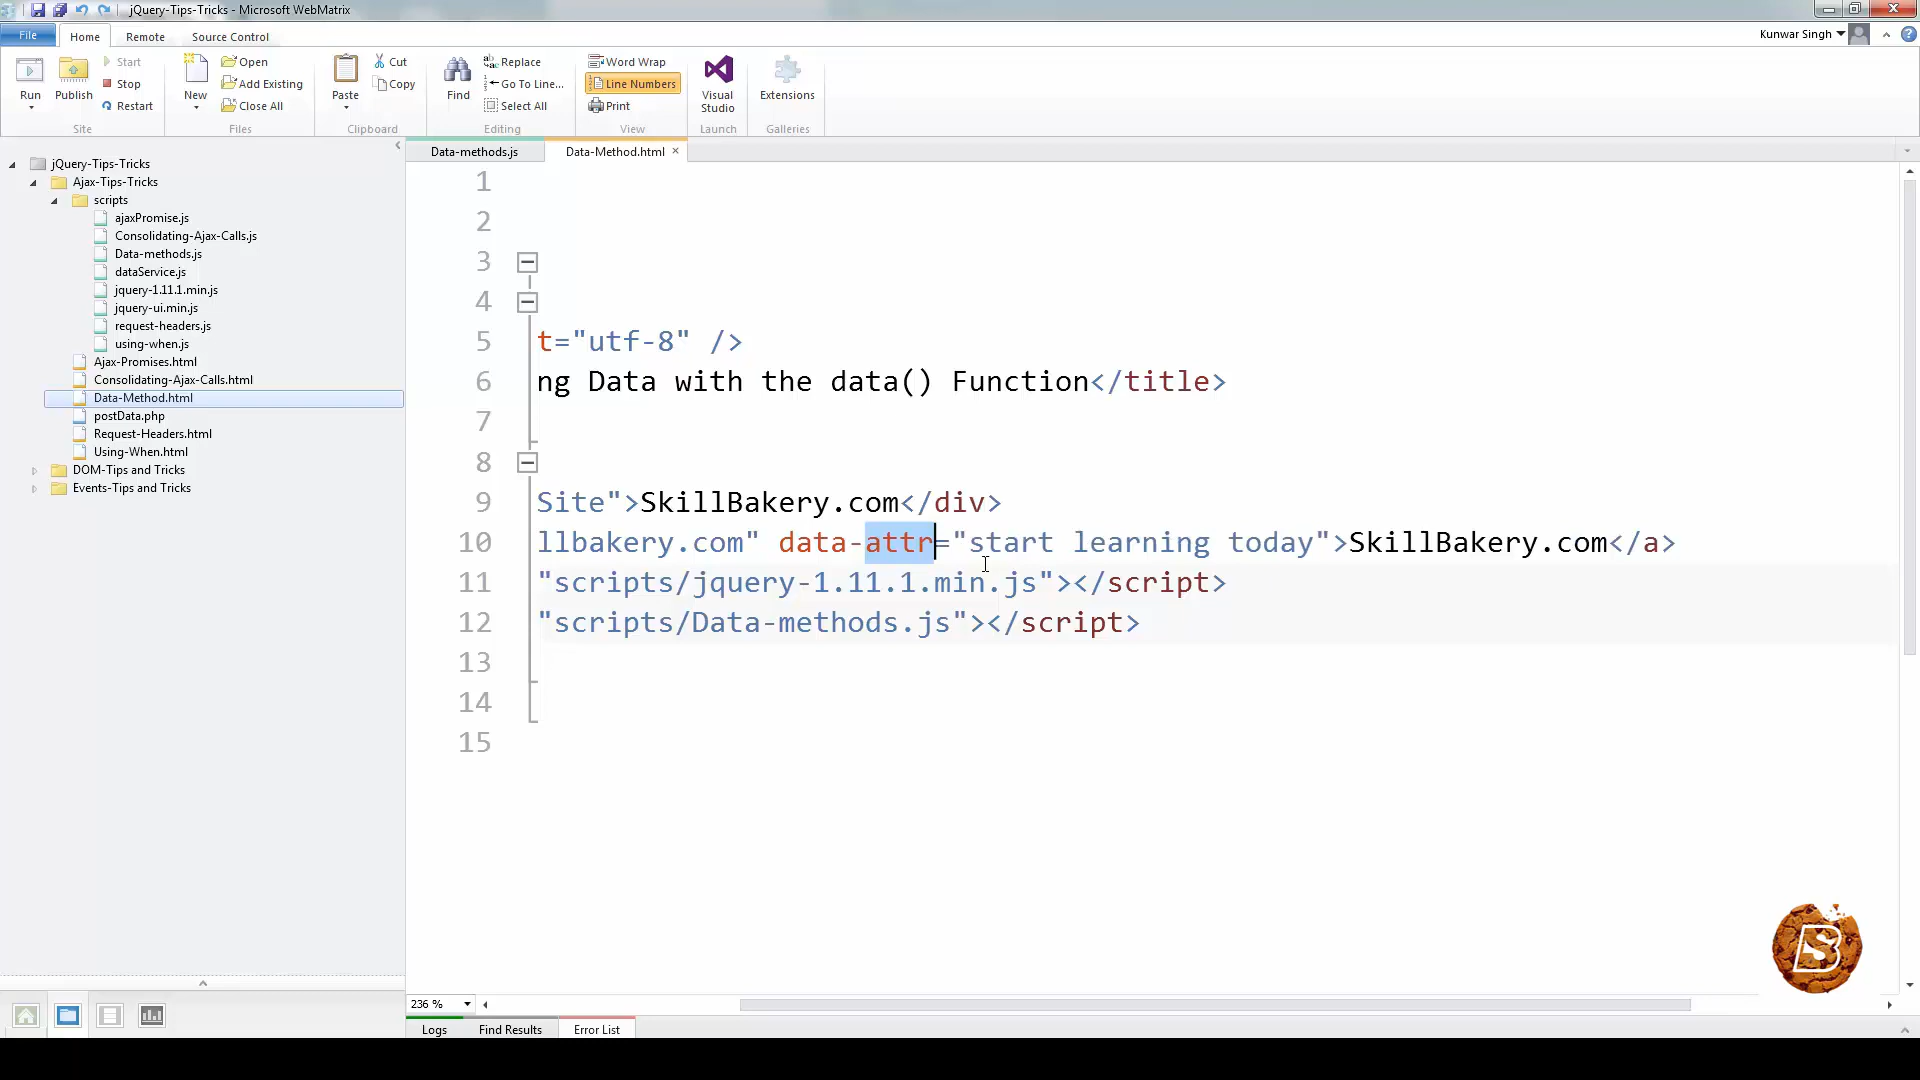 jQuery-Tips-Tricks - Microsoft WebMatrix
File Home Remote Source Control Kunwar Singh
Run Publish Start Stop Restart
Site
New Open Add Existing Close All
Files
Paste Cut Copy
Clipboard
Find Replace Go To Line... Select All
Editing
Word Wrap Line Numbers Print
View
Visual Studio
Launch
Extensions
Galleries
jQuery-Tips-Tricks
Ajax-Tips-Tricks
scripts
ajaxPromise.js
Consolidating-Ajax-Calls.js
Data-methods.js
dataService.js
jquery-1.11.1.min.js
jquery-ui.min.js
request-headers.js
using-when.js
Ajax-Promises.html
Consolidating-Ajax-Calls.html
Data-Method.html
postData.php
Request-Headers.html
Using-When.html
DOM-Tips and Tricks
Events-Tips and Tricks
Data-methods.js Data-Method.html
1
2
3
4
5 t="utf-8" />
6 ng Data with the data() Function</title>
7
8
9 Site">SkillBakery.com</div>
10 llbakery.com" data-attr="start learning today">SkillBakery.com</a>
11 "scripts/jquery-1.11.1.min.js"></script>
12 "scripts/Data-methods.js"></script>
13
14
15
236 %
Logs Find Results Error List